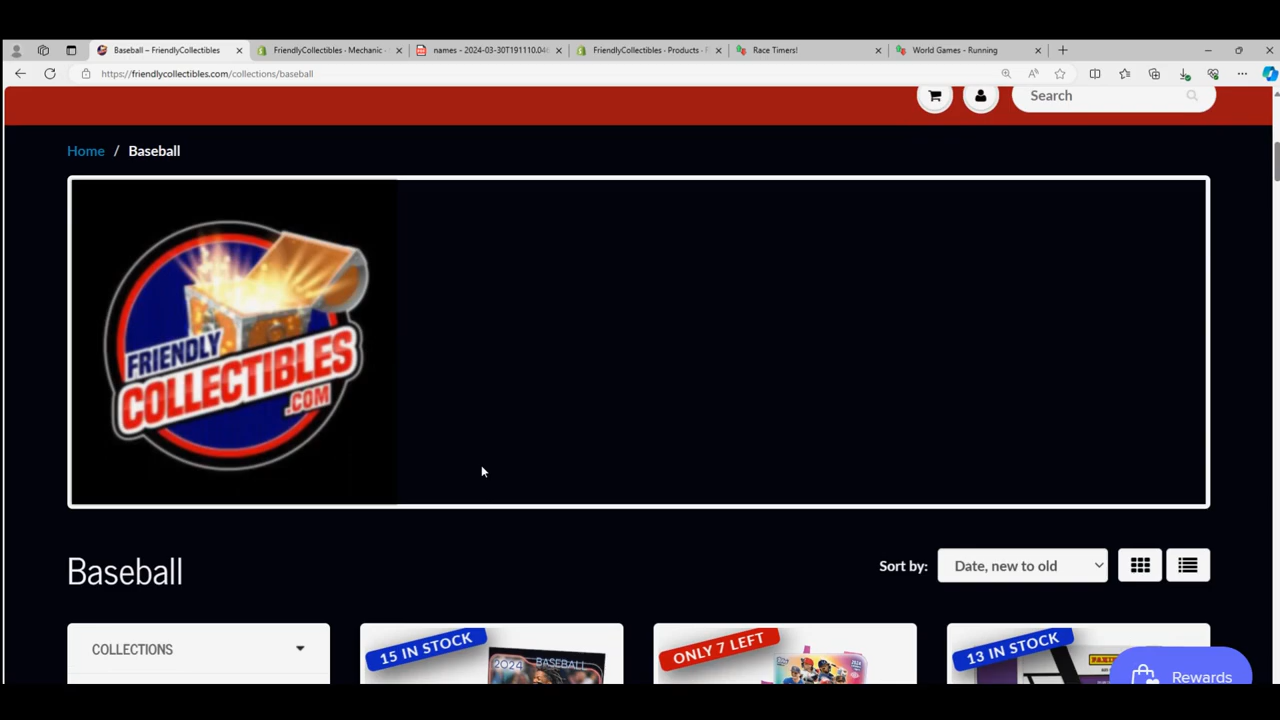 Baseball – FriendlyCollectibles
FriendlyCollectibles · Mechanic ·
names - 2024-03-30T191110.04
FriendlyCollectibles · Products ·
Race Timers!
World Games - Running
https://friendlycollectibles.com/collections/baseball
Search
Home / Baseball
FRIENDLY
COLLECTIBLES
.COM
Baseball
Sort by: Date, new to old
COLLECTIONS
15 IN STOCK
2024 BASEBALL
ONLY 7 LEFT
13 IN STOCK
PANINI
Rewards